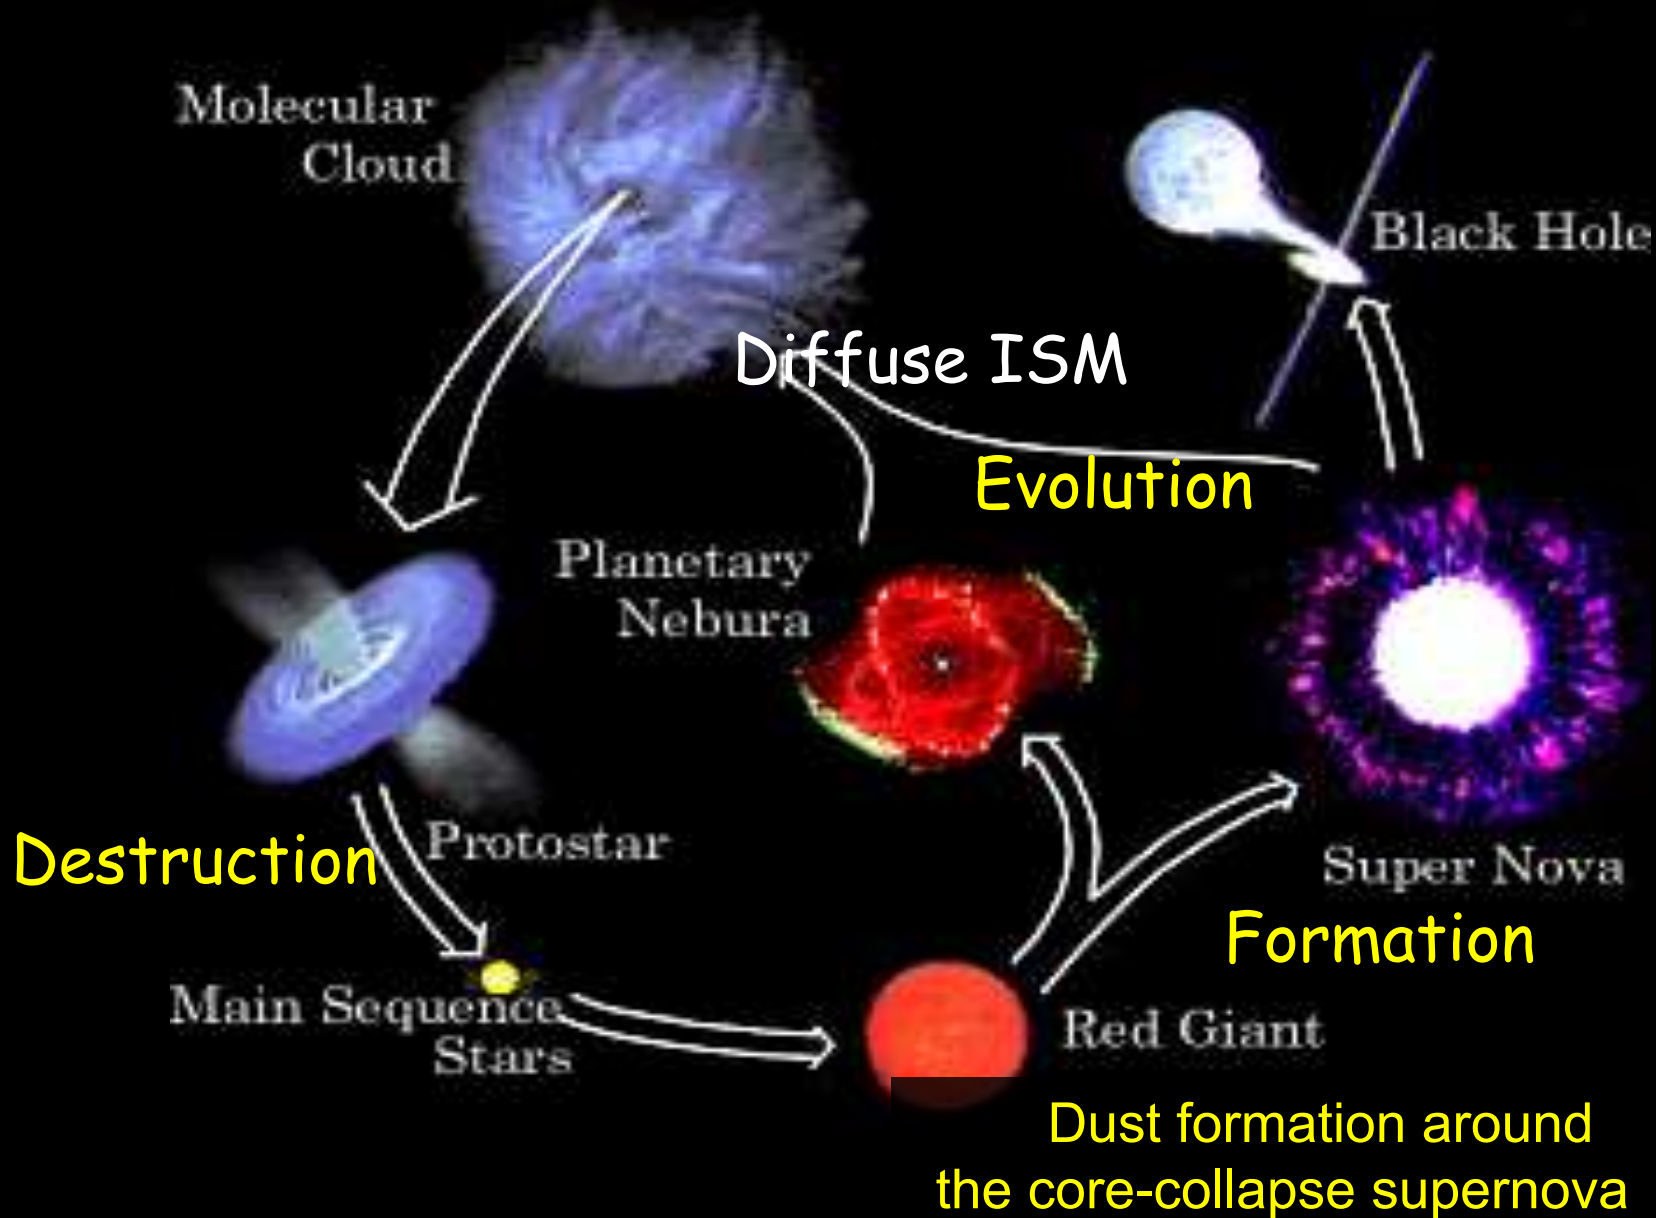 Molecular
Cloud
Black Hole
Diffuse ISM
Evolution
Planetary
Nebura
Destruction
Protostar
Super Nova
Formation
Main Sequence
Stars
Red Giant
Dust formation around
the core-collapse supernova